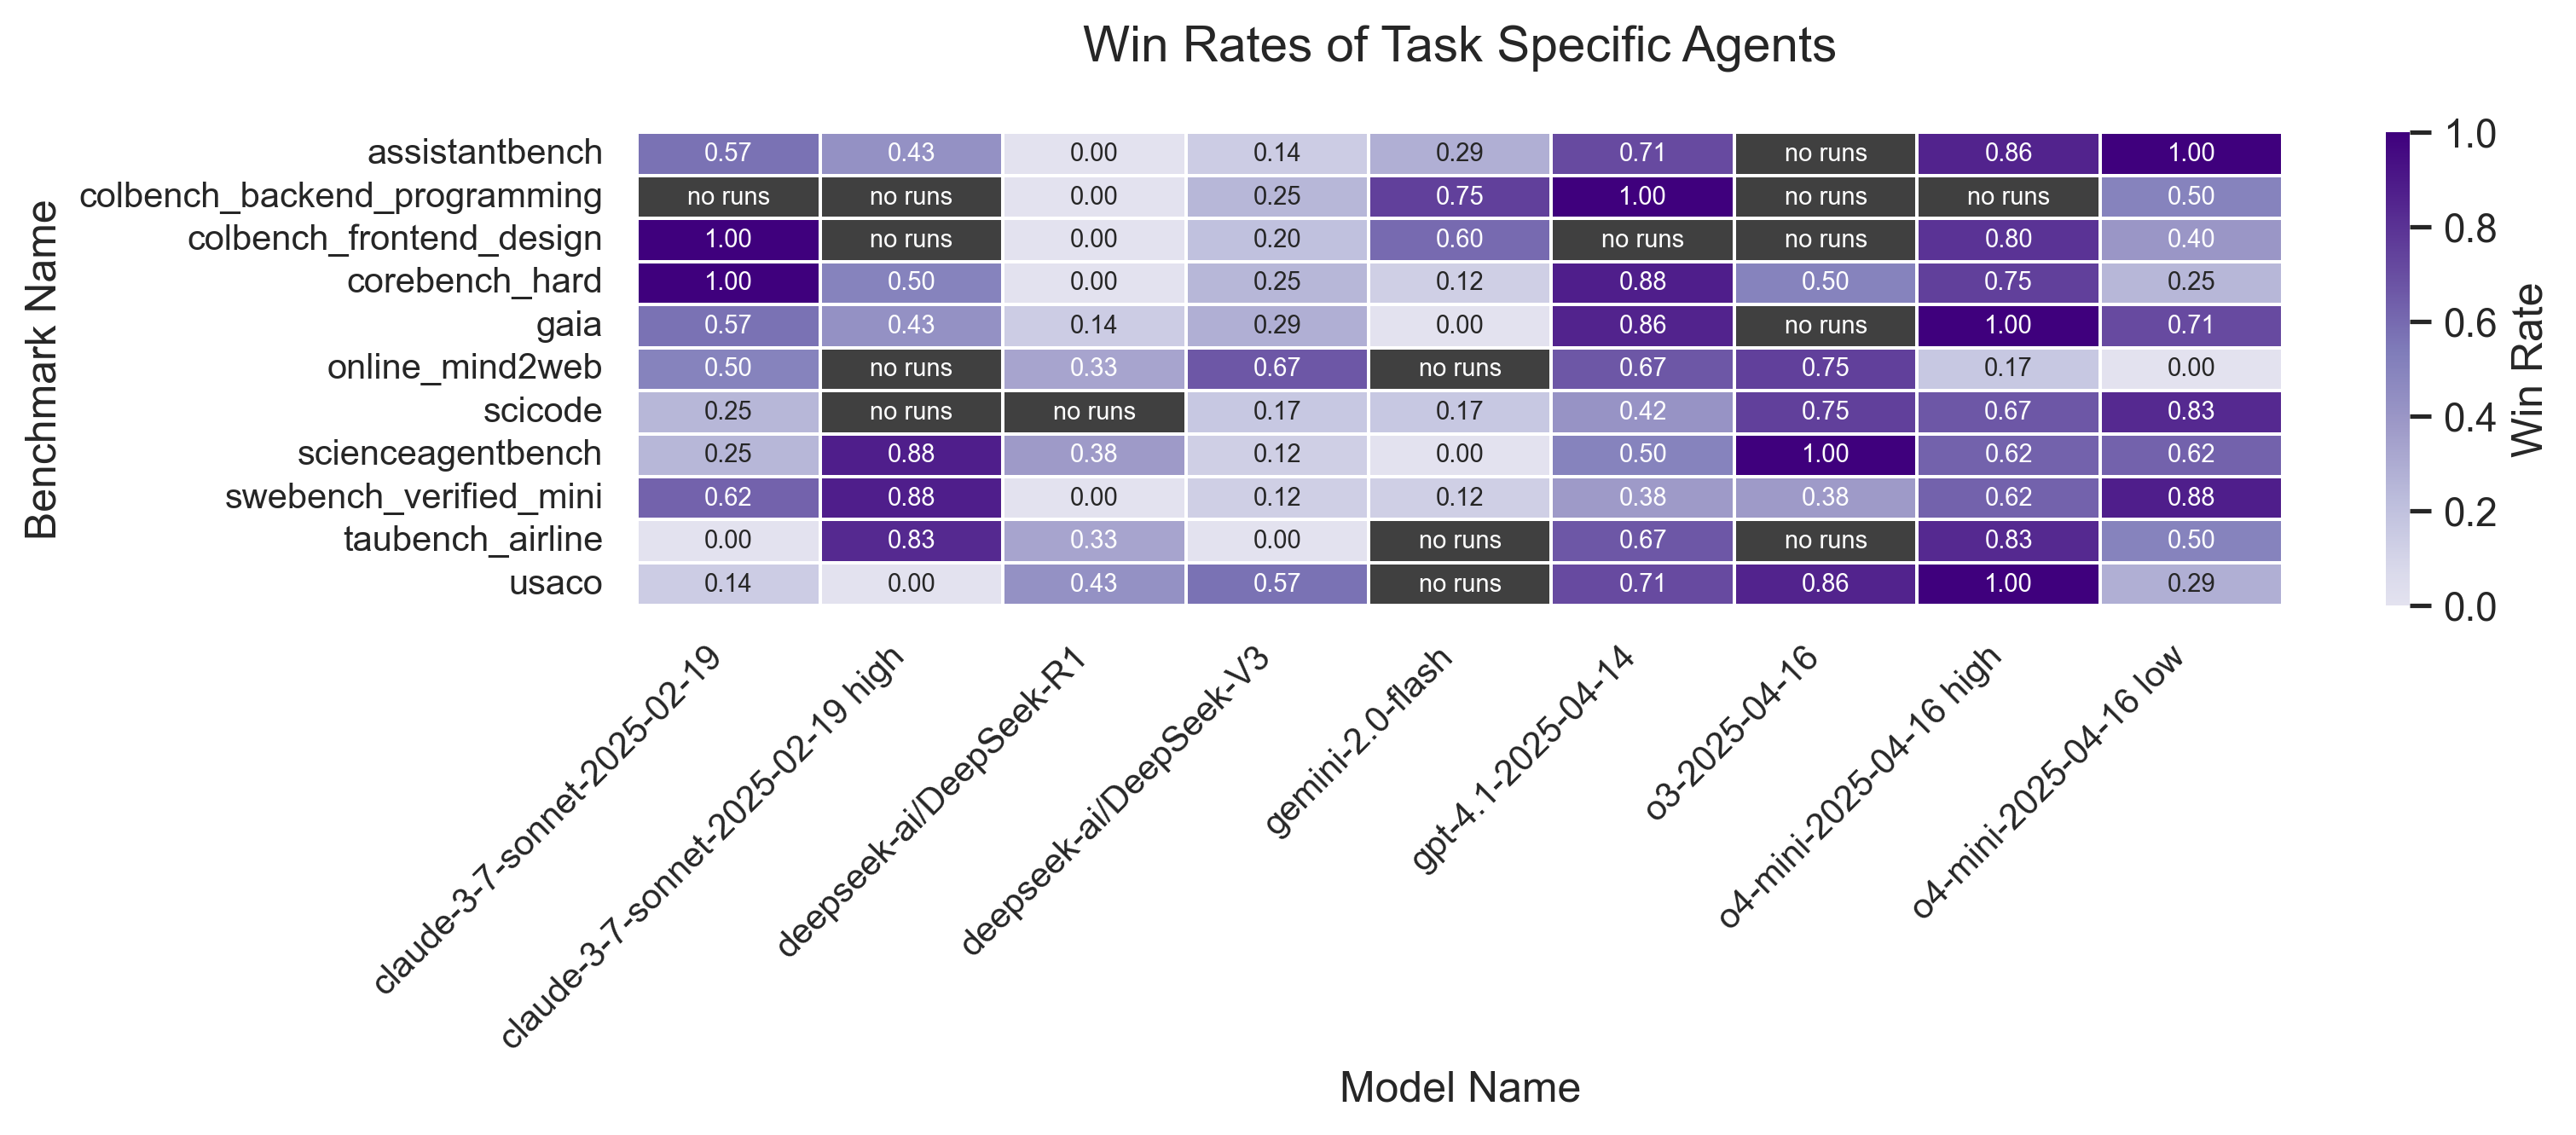 Win Rates of Task Specific Agents
Benchmark Name
assistantbench 0.57 0.43 0.00 0.14 0.29 0.71 no runs 0.86 1.00
colbench_backend_programming no runs no runs 0.00 0.25 0.75 1.00 no runs no runs 0.50
colbench_frontend_design 1.00 no runs 0.00 0.20 0.60 no runs no runs 0.80 0.40
corebench_hard 1.00 0.50 0.00 0.25 0.12 0.88 0.50 0.75 0.25
gaia 0.57 0.43 0.14 0.29 0.00 0.86 no runs 1.00 0.71
online_mind2web 0.50 no runs 0.33 0.67 no runs 0.67 0.75 0.17 0.00
scicode 0.25 no runs no runs 0.17 0.17 0.42 0.75 0.67 0.83
scienceagentbench 0.25 0.88 0.38 0.12 0.00 0.50 1.00 0.62 0.62
swebench_verified_mini 0.62 0.88 0.00 0.12 0.12 0.38 0.38 0.62 0.88
taubench_airline 0.00 0.83 0.33 0.00 no runs 0.67 no runs 0.83 0.50
usaco 0.14 0.00 0.43 0.57 no runs 0.71 0.86 1.00 0.29
claude-3-7-sonnet-2025-02-19
claude-3-7-sonnet-2025-02-19 high
deepseek-ai/DeepSeek-R1
deepseek-ai/DeepSeek-V3
gemini-2.0-flash
gpt-4.1-2025-04-14
o3-2025-04-16
o4-mini-2025-04-16 high
o4-mini-2025-04-16 low
Model Name
1.0
0.8
0.6
0.4
0.2
0.0
Win Rate